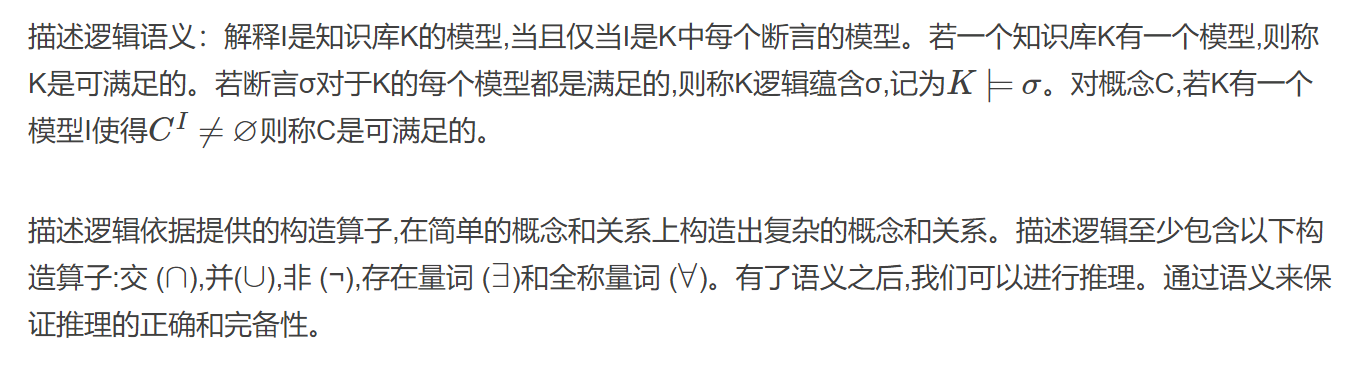 描述逻辑语义：解释I是知识库K的模型,当且仅当I是K中每个断言的模型。若一个知识库K有一个模型,则称
K是可满足的。若断言σ对于K的每个模型都是满足的,则称K逻辑蕴含σ,记为K ⊨ σ。对概念C,若K有一个
模型I使得C^I ≠ ∅则称C是可满足的。
描述逻辑依据提供的构造算子,在简单的概念和关系上构造出复杂的概念和关系。描述逻辑至少包含以下构
造算子:交 (∩),并(∪),非 (¬),存在量词 (∃)和全称量词 (∀)。有了语义之后,我们可以进行推理。通过语义来保
证推理的正确和完备性。